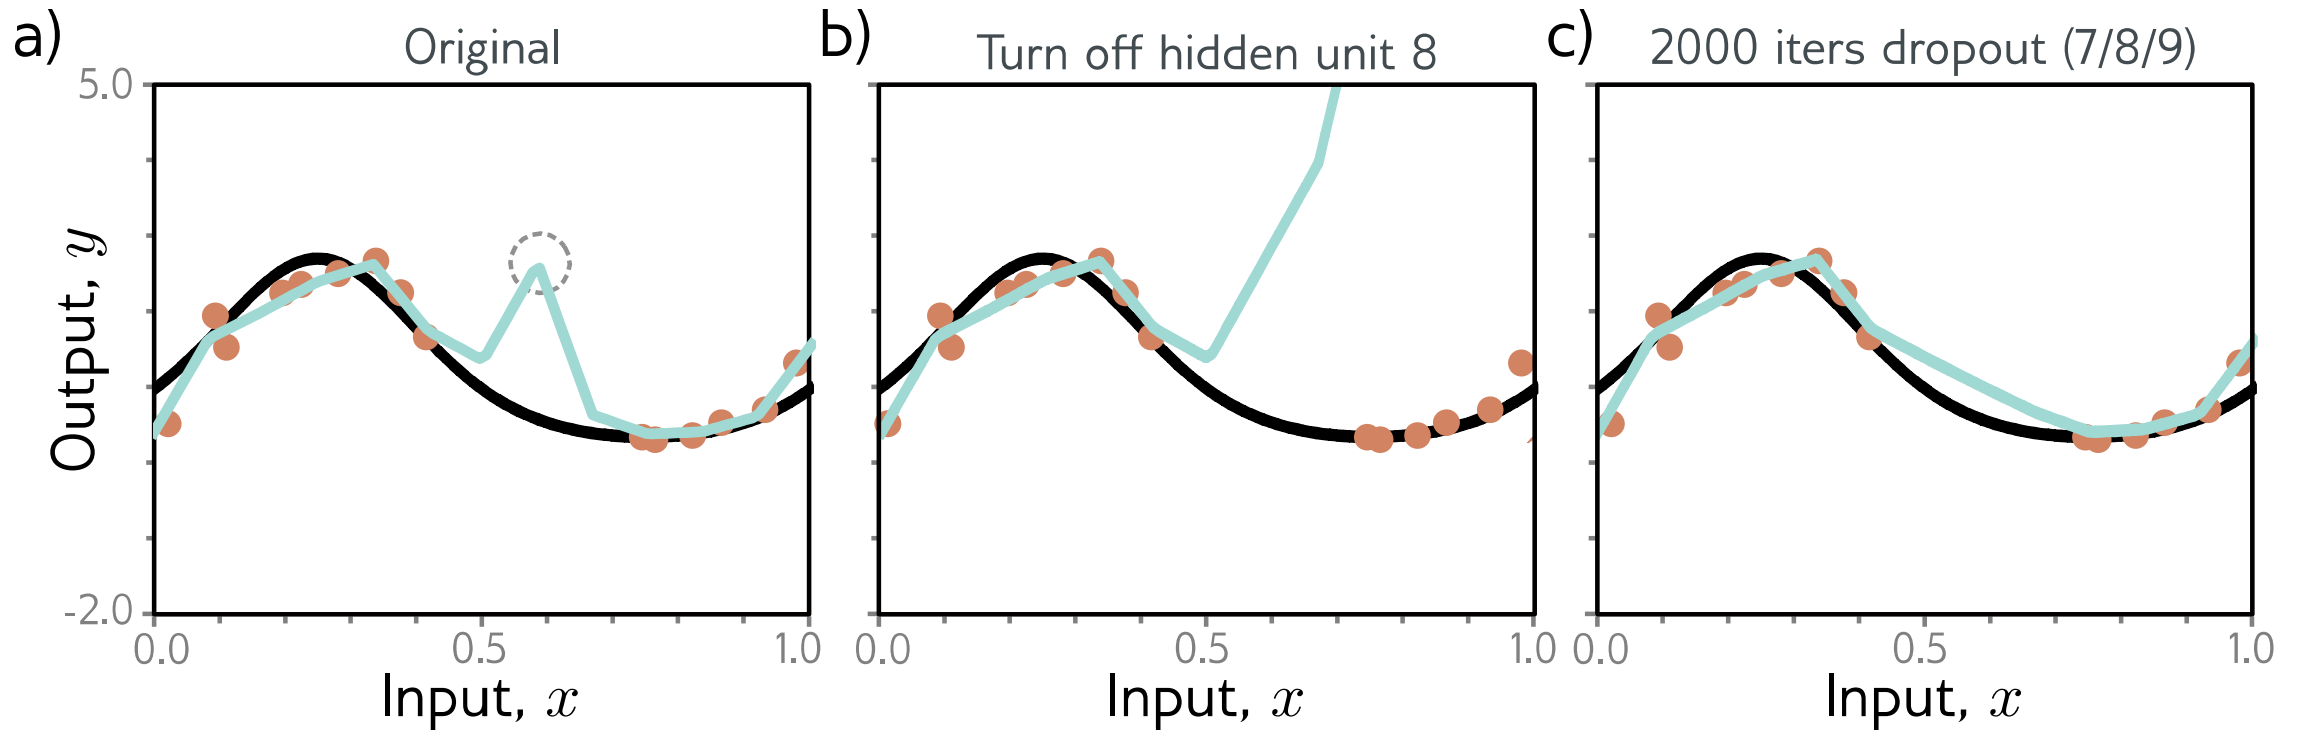 a)
Original
5.0
-2.0
Output, y
0.0
0.5
1.0
Input, x
b)
Turn off hidden unit 8
0.0
0.5
1.0
Input, x
c)
2000 iters dropout (7/8/9)
0.0
0.5
1.0
Input, x